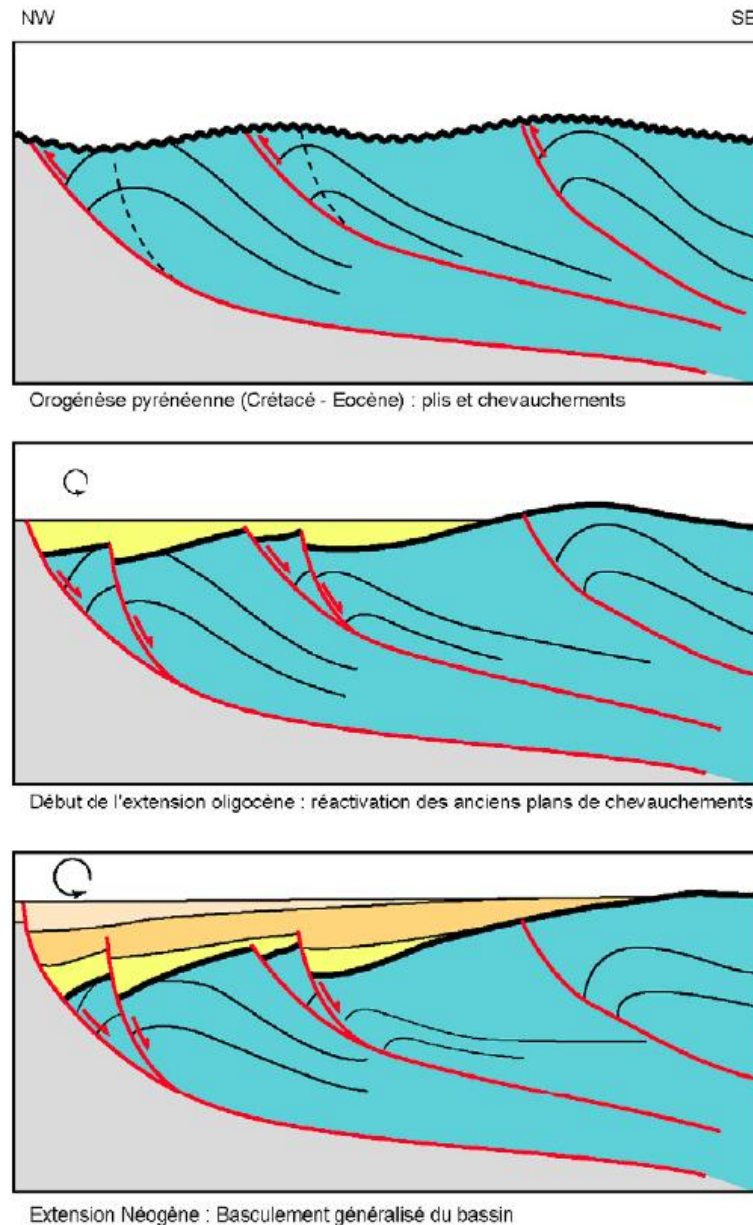 NW SE
Orogénèse pyrénéenne (Crétacé - Eocène) : plis et chevauchements
Début de l'extension oligocène : réactivation des anciens plans de chevauchements
Extension Néogène : Basculement généralisé du bassin